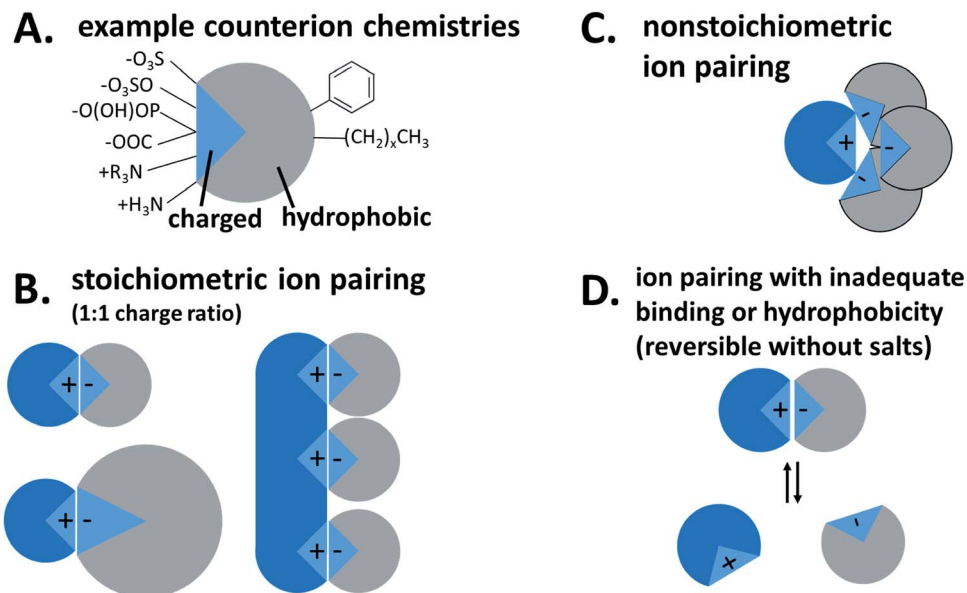 A. example counterion chemistries
-O₃S
-O₃SO
-O(OH)OP
-OOC
+R₃N
+H₃N
(CH₂)ₓCH₃
charged
hydrophobic
B. stoichiometric ion pairing
(1:1 charge ratio)
+ -
+ -
+ -
+ -
+ -
C. nonstoichiometric
ion pairing
-
+ -
-
D. ion pairing with inadequate
binding or hydrophobicity
(reversible without salts)
+ -
+ -